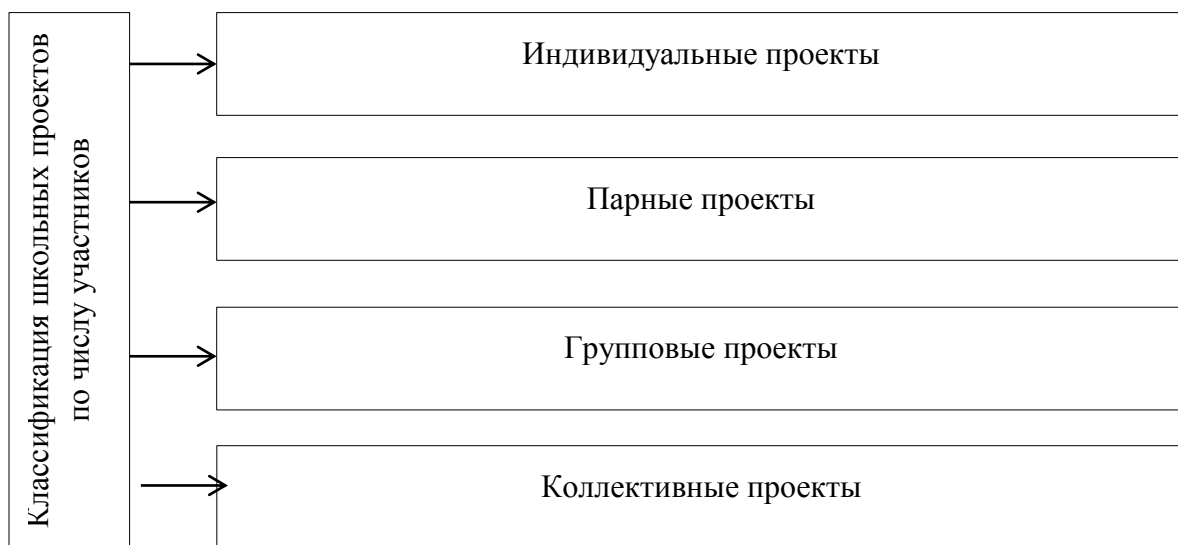 Классификация школьных проектов
по числу участников
Индивидуальные проекты
Парные проекты
Групповые проекты
Коллективные проекты